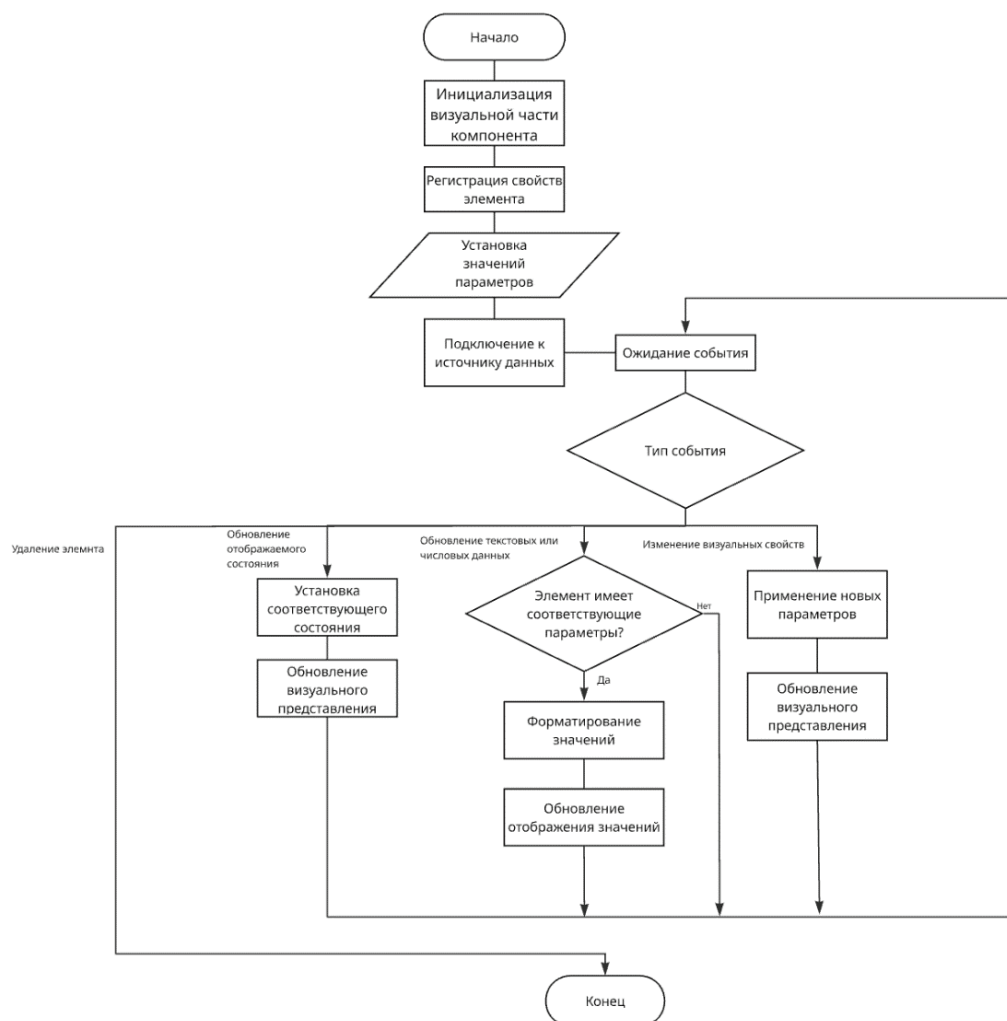 Начало
Инициализация
визуальной части
компонента
Регистрация свойств
элемента
Установка
значений
параметров
Подключение к
источнику данных
Ожидание события
Тип события
Удаление элемнта
Обновление
отображаемого
состояния
Обновление текстовых или
числовых данных
Изменение визуальных свойств
Установка
соответствующего
состояния
Элемент имеет
соответствующие
параметры?
Нет
Применение новых
параметров
Обновление
визуального
представления
Да
Обновление
визуального
представления
Форматирование
значений
Обновление
отображения значений
Конец